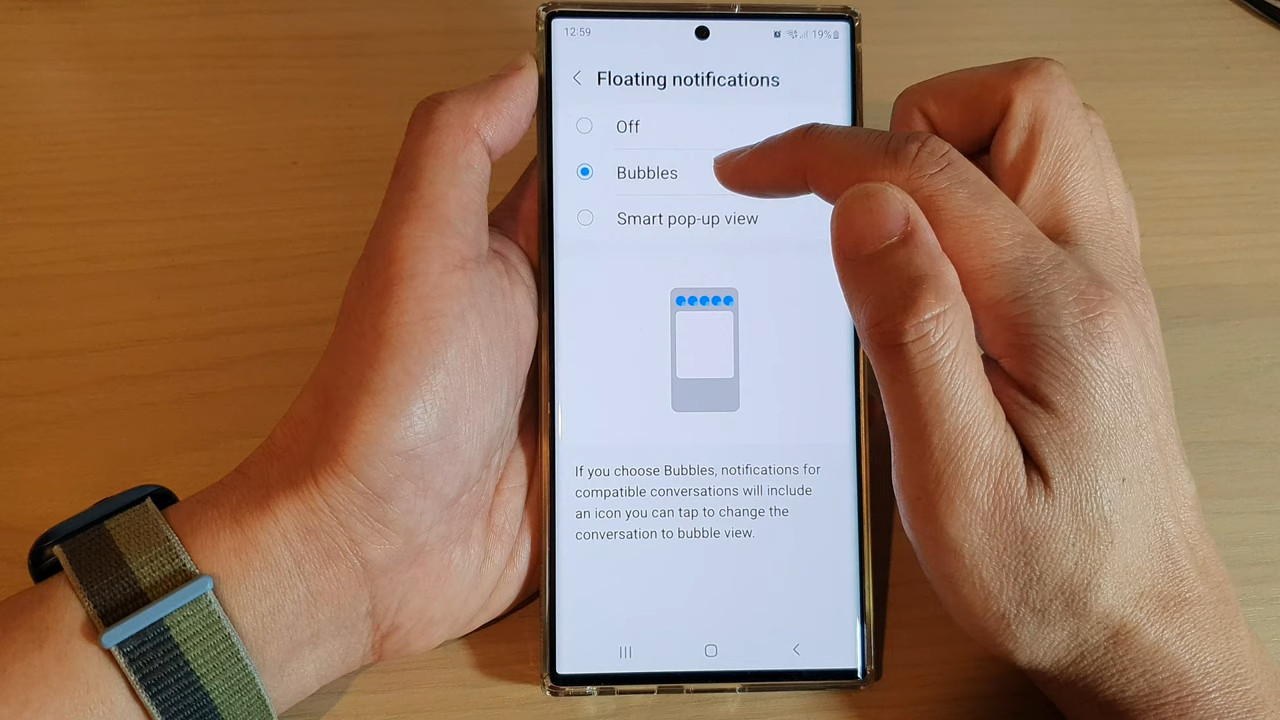 12:59
19%
Floating notifications
Off
Bubbles
Smart pop-up view
If you choose Bubbles, notifications for
compatible conversations will include
an icon you can tap to change the
conversation to bubble view.